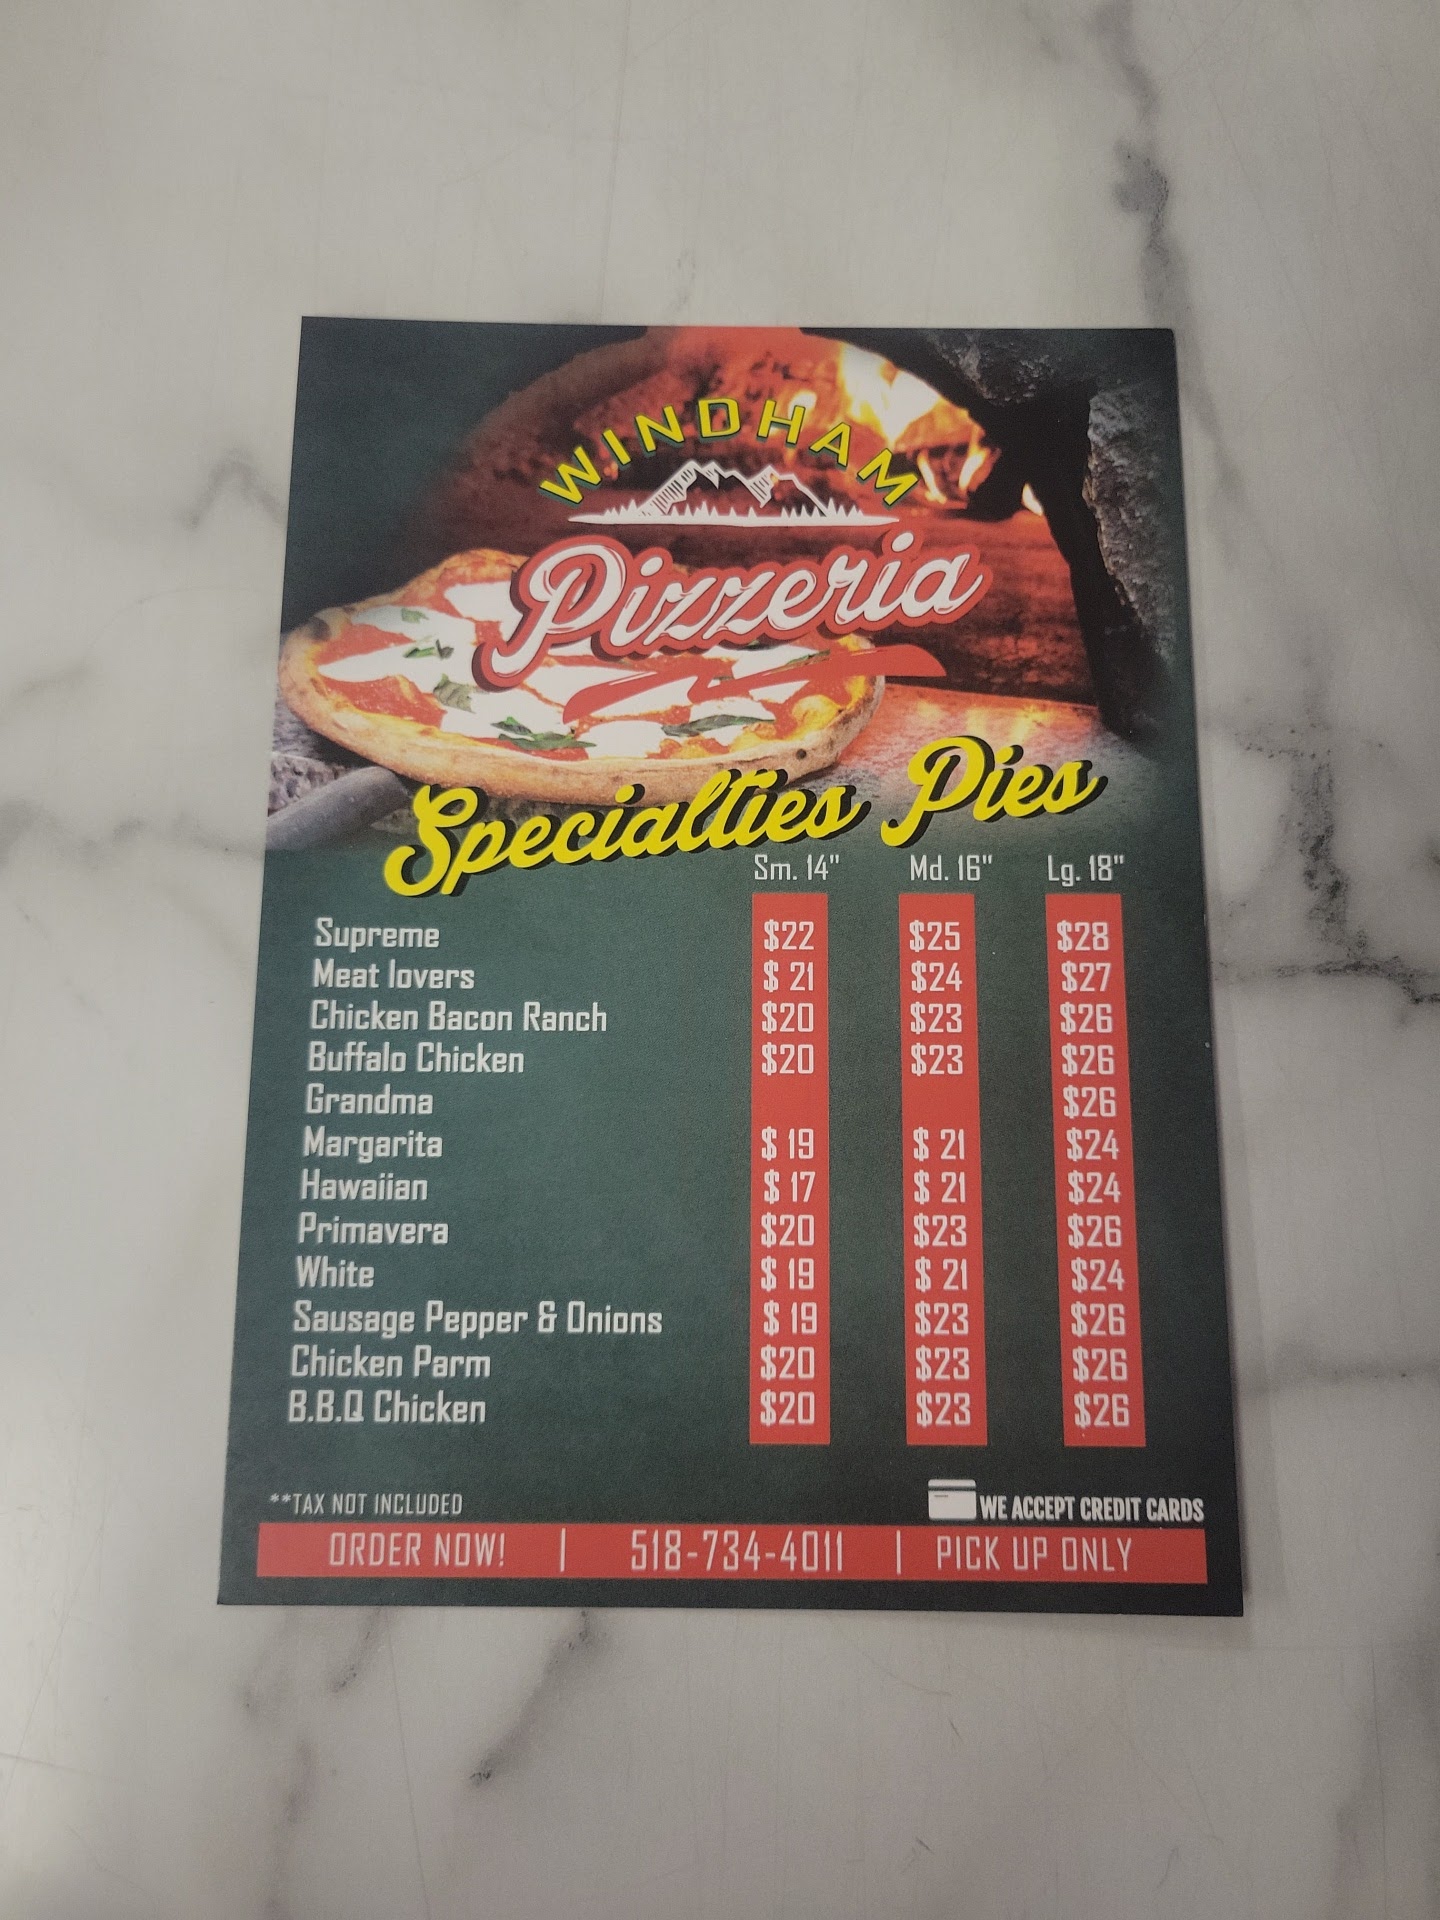 WINDHAM
Pizzeria
Specialties Pies
Sm. 14" Md. 16" Lg. 18"
Supreme $22 $25 $28
Meat lovers $ 21 $24 $27
Chicken Bacon Ranch $20 $23 $26
Buffalo Chicken $20 $23 $26
Grandma $26
Margarita $ 19 $ 21 $24
Hawaiian $ 17 $ 21 $24
Primavera $20 $23 $26
White $ 19 $ 21 $24
Sausage Pepper & Onions $ 19 $23 $26
Chicken Parm $20 $23 $26
B.B.Q Chicken $20 $23 $26
**TAX NOT INCLUDED WE ACCEPT CREDIT CARDS
ORDER NOW! | 518-734-4011 | PICK UP ONLY